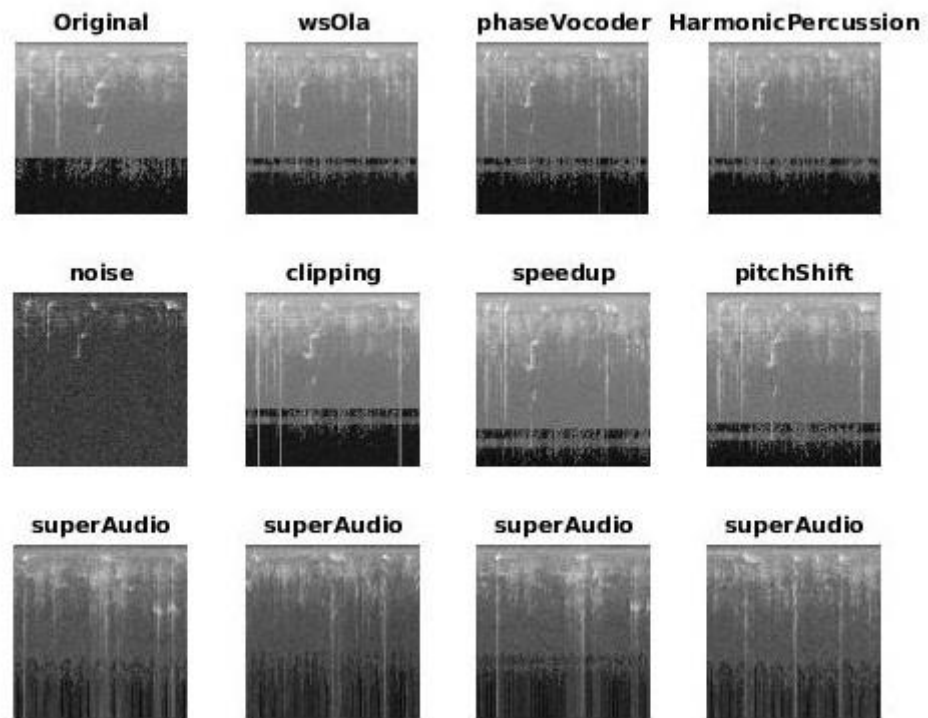 Original wsOla phaseVocoder HarmonicPercussion
noise clipping speedup pitchShift
superAudio superAudio superAudio superAudio